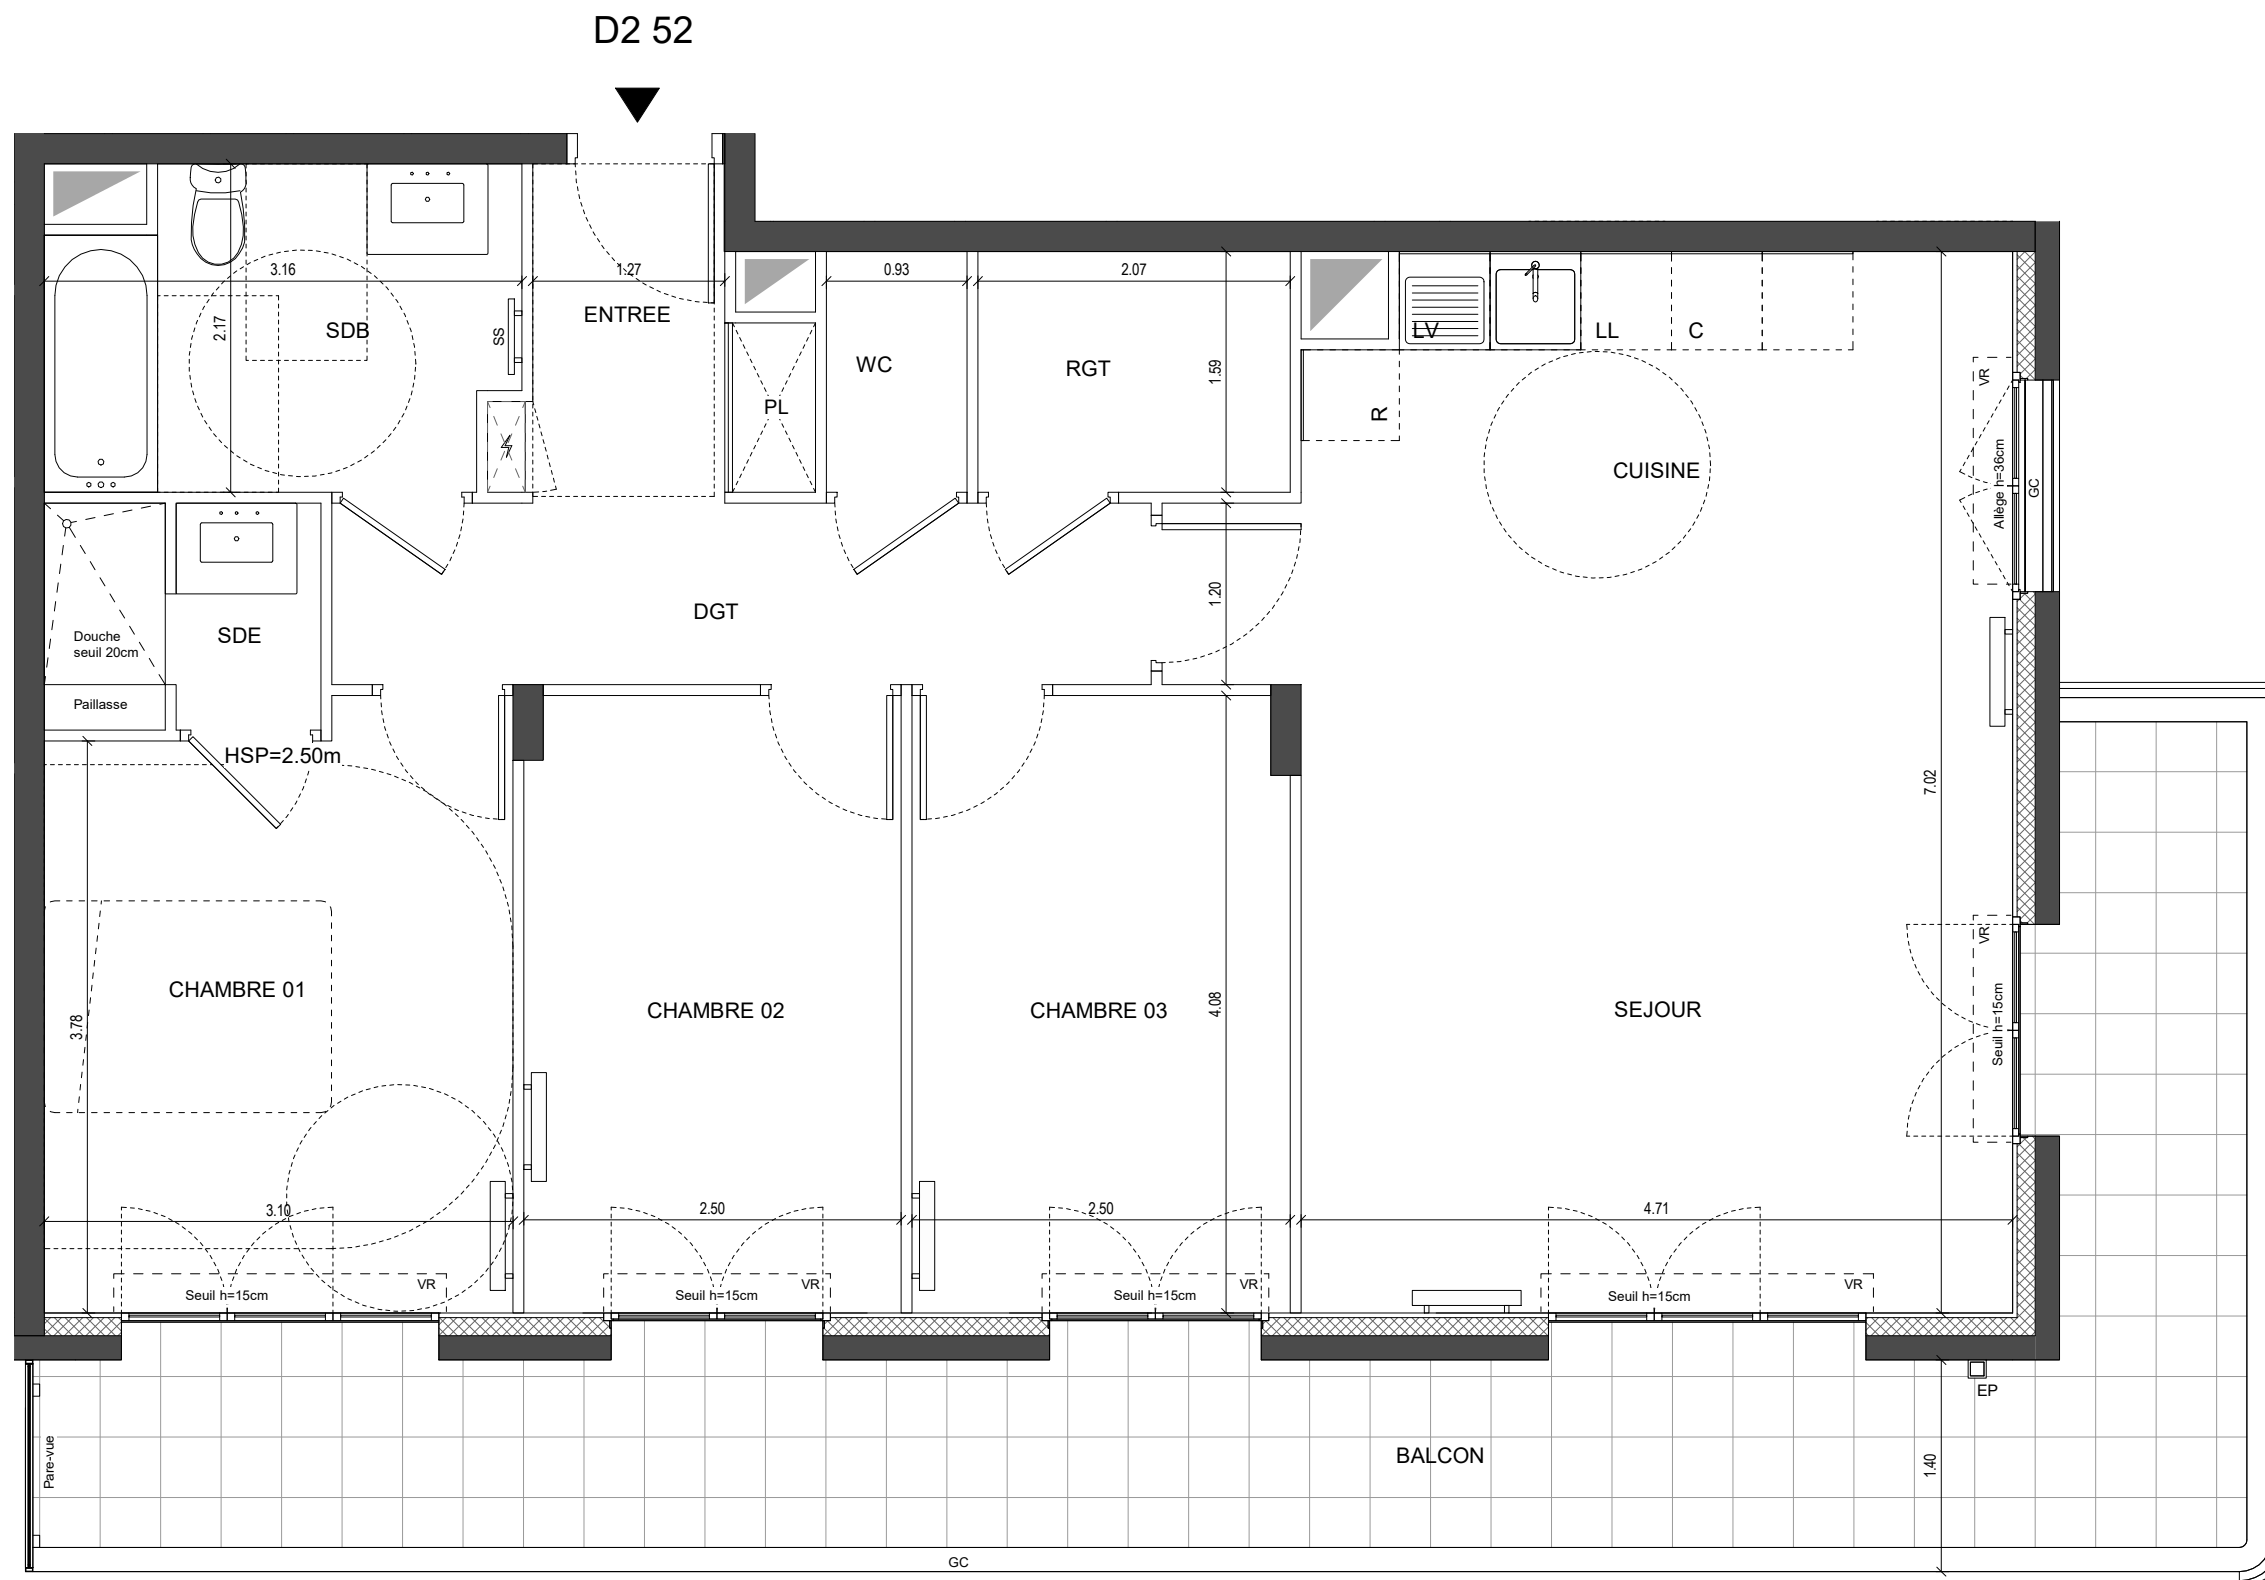 D2 52
3.16
1.27
0.93
2.07
ENTREE
SDB
2.17
SS
PL
WC
RGT
1.59
LV
LL
C
R
CUISINE
VR
Allège h=36cm
GC
DGT
1.20
SDE
Douche
seuil 20cm
Paillasse
HSP=2.50m
7.02
CHAMBRE 01
CHAMBRE 02
CHAMBRE 03
SEJOUR
3.78
4.08
VR
Seuil h=15cm
3.10
2.50
2.50
4.71
VR
VR
VR
VR
Seuil h=15cm
Seuil h=15cm
Seuil h=15cm
Seuil h=15cm
EP
Pare-vue
BALCON
1.40
GC